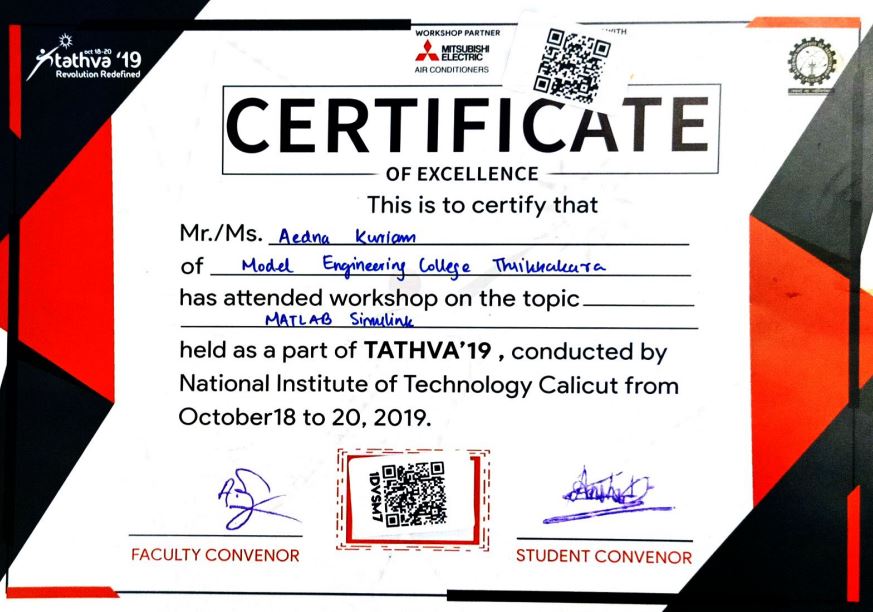 oct 18-20
tathva '19
Revolution Redefined
WORKSHOP PARTNER
MITSUBISHI
ELECTRIC
AIR CONDITIONERS
WITH
CERTIFICATE
OF EXCELLENCE
This is to certify that
Mr./Ms. Aedna Kuriam
of Model Engineering College Thrikkakara
has attended workshop on the topic
MATLAB Simulink
held as a part of TATHVA'19 , conducted by
National Institute of Technology Calicut from
October18 to 20, 2019.
1DVSM7
FACULTY CONVENOR
STUDENT CONVENOR